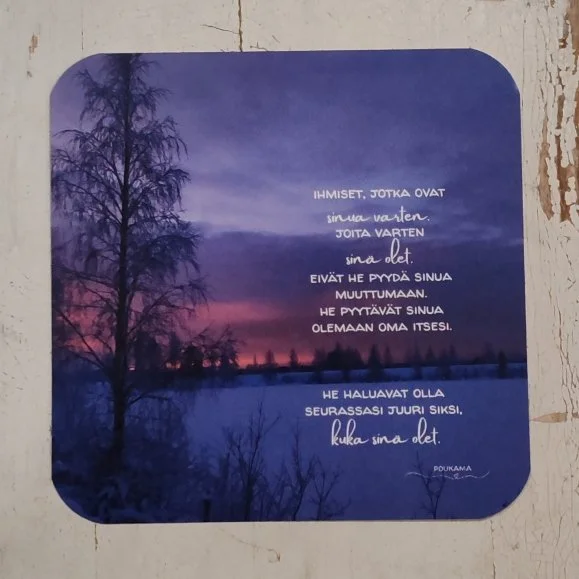 IHMISET, JOTKA OVAT
sinua varten.
JOITA VARTEN
sinä olet.
EIVÄT HE PYYDÄ SINUA
MUUTTUMAAN.
HE PYYTÄVÄT SINUA
OLEMAAN OMA ITSESI.
HE HALUAVAT OLLA
SEURASSASI JUURI SIKSI,
kuka sinä olet.
POUKAMA